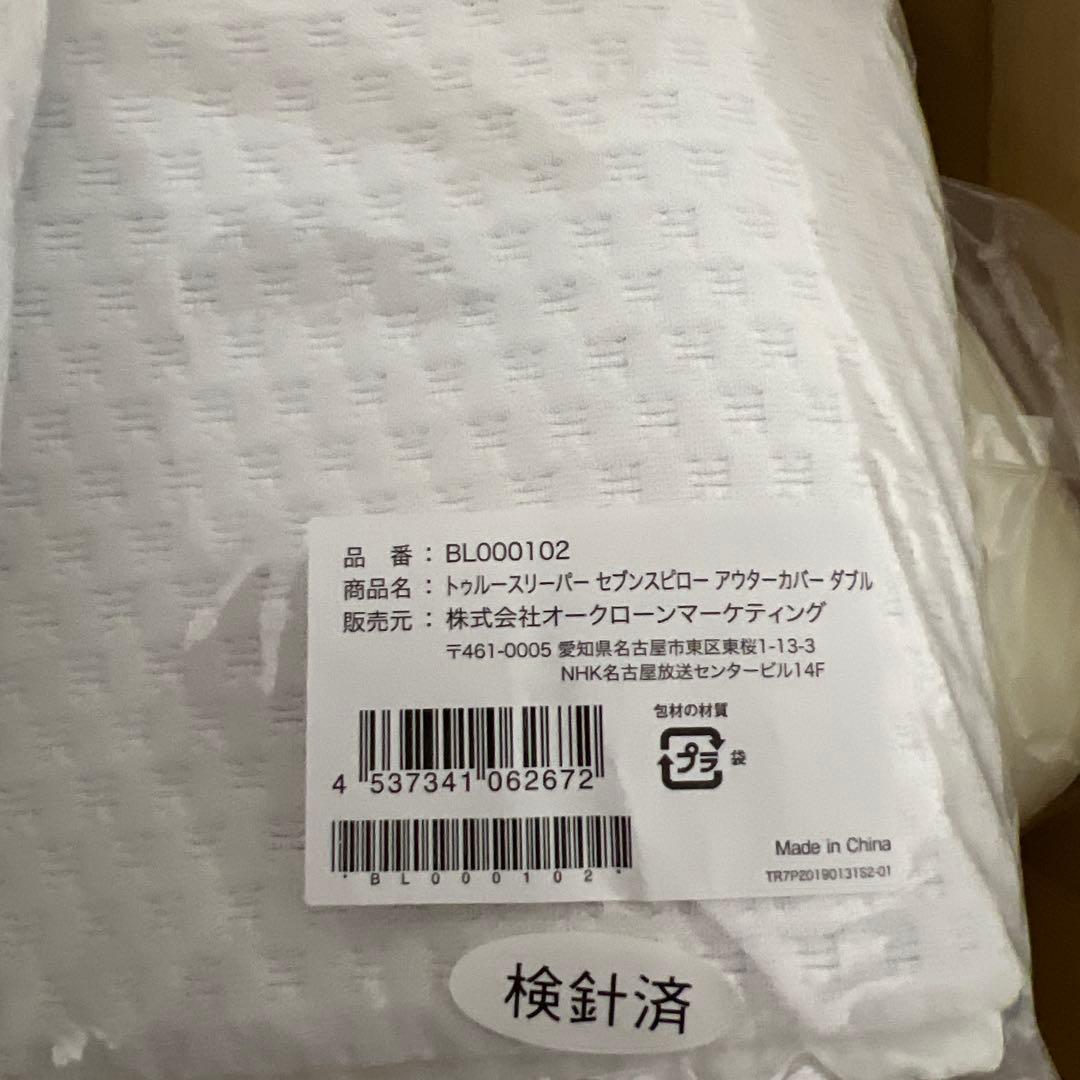 品 番 : BL000102
商品名 : トゥルースリーパー セブンスピロー アウターカバー ダブル
販売元 : 株式会社オークローンマーケティング
〒461-0005 愛知県名古屋市東区東桜1-13-3
NHK名古屋放送センタービル14F
包材の材質
プラ 袋
4 537341 062672
*BL000102*
Made in China
TR7P20190131S2-01
検針済